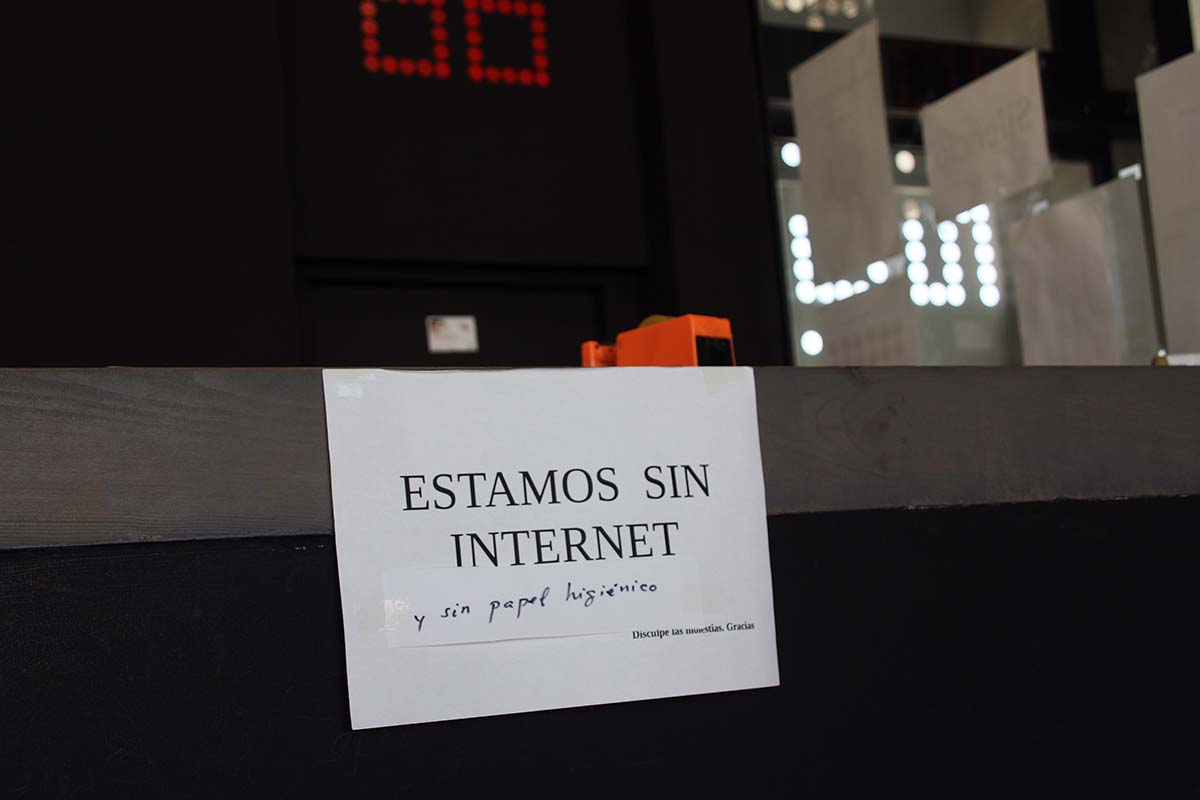 ESTAMOS SIN
INTERNET
y sin papel higiénico
Disculpe las molestias. Gracias